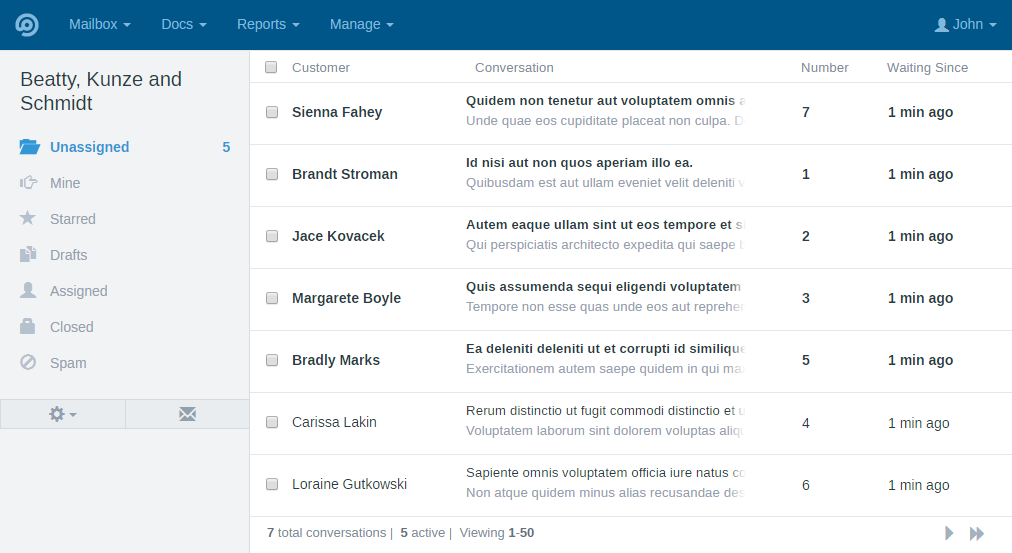 Mailbox Docs Reports Manage John
Beatty, Kunze and
Schmidt
Unassigned 5
Mine
Starred
Drafts
Assigned
Closed
Spam
Customer Conversation Number Waiting Since
Sienna Fahey Quidem non tenetur aut voluptatem omnis 7 1 min ago
Unde quae eos cupiditate placeat non culpa.
Brandt Stroman Id nisi aut non quos aperiam illo ea. 1 1 min ago
Quibusdam est aut ullam eveniet velit deleniti
Jace Kovacek Autem eaque ullam sint ut eos tempore et 2 1 min ago
Qui perspiciatis architecto expedita qui saepe
Margarete Boyle Quis assumenda sequi eligendi voluptatem 3 1 min ago
Tempore non esse quas unde eos aut
Bradly Marks Ea deleniti deleniti ut et corrupti id similique 5 1 min ago
Exercitationem autem saepe quidem in qui
Carissa Lakin Rerum distinctio ut fugit commodi distinctio et 4 1 min ago
Voluptatem laborum sint dolorem voluptas
Loraine Gutkowski Sapiente omnis voluptatem officia iure natus 6 1 min ago
Non atque quidem minus alias recusandae
7 total conversations | 5 active | Viewing 1-50